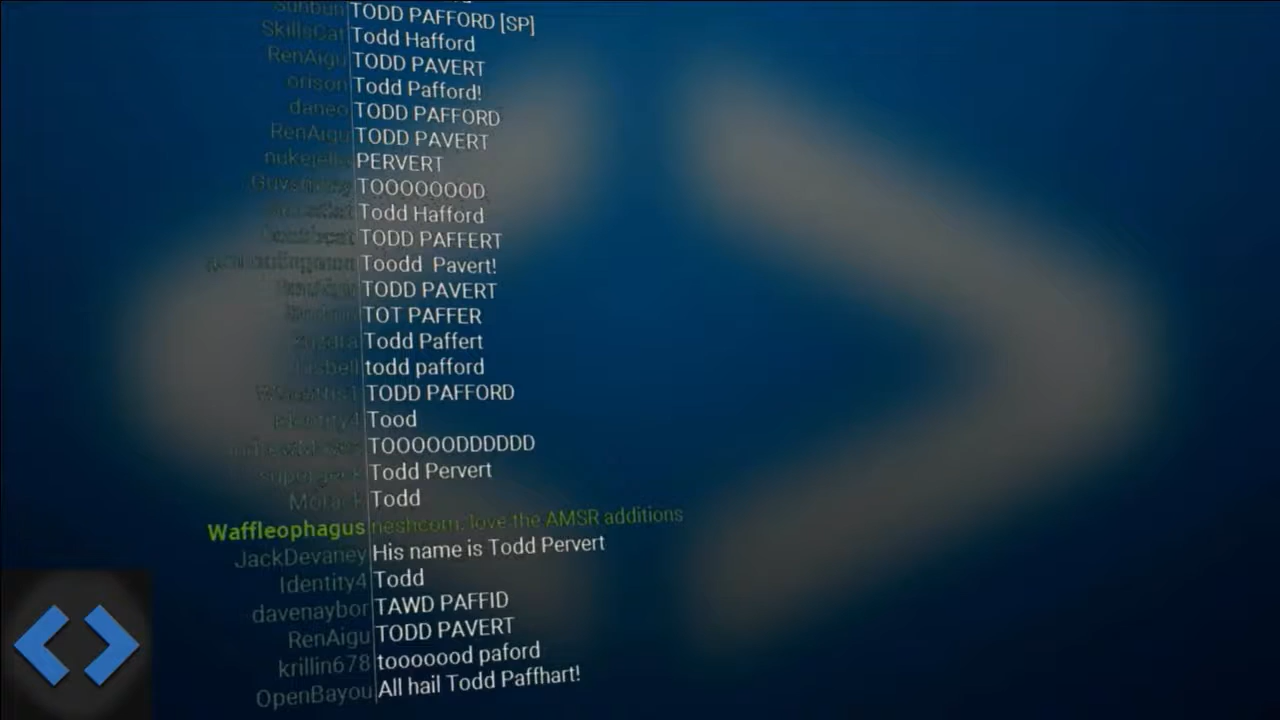 Sunbun TODD PAFFORD [SP]
SkillsCat Todd Hafford
RenAigu TODD PAVERT
orison Todd Pafford!
daneo TODD PAFFORD
RenAigu TODD PAVERT
PERVERT
TOOOOOOOD
Todd Hafford
TODD PAFFERT
Toodd Pavert!
TODD PAVERT
TOT PAFFER
Todd Paffert
todd pafford
TODD PAFFORD
Identity4 Tood
TOOOOODDDDDD
Todd Pervert
Todd
Waffleophagus neshcom, love the AMSR additions
JackDevaney His name is Todd Pervert
Identity4 Todd
davenaybor TAWD PAFFID
RenAigu TODD PAVERT
krillin678 tooooood paford
OpenBayou All hail Todd Paffhart!